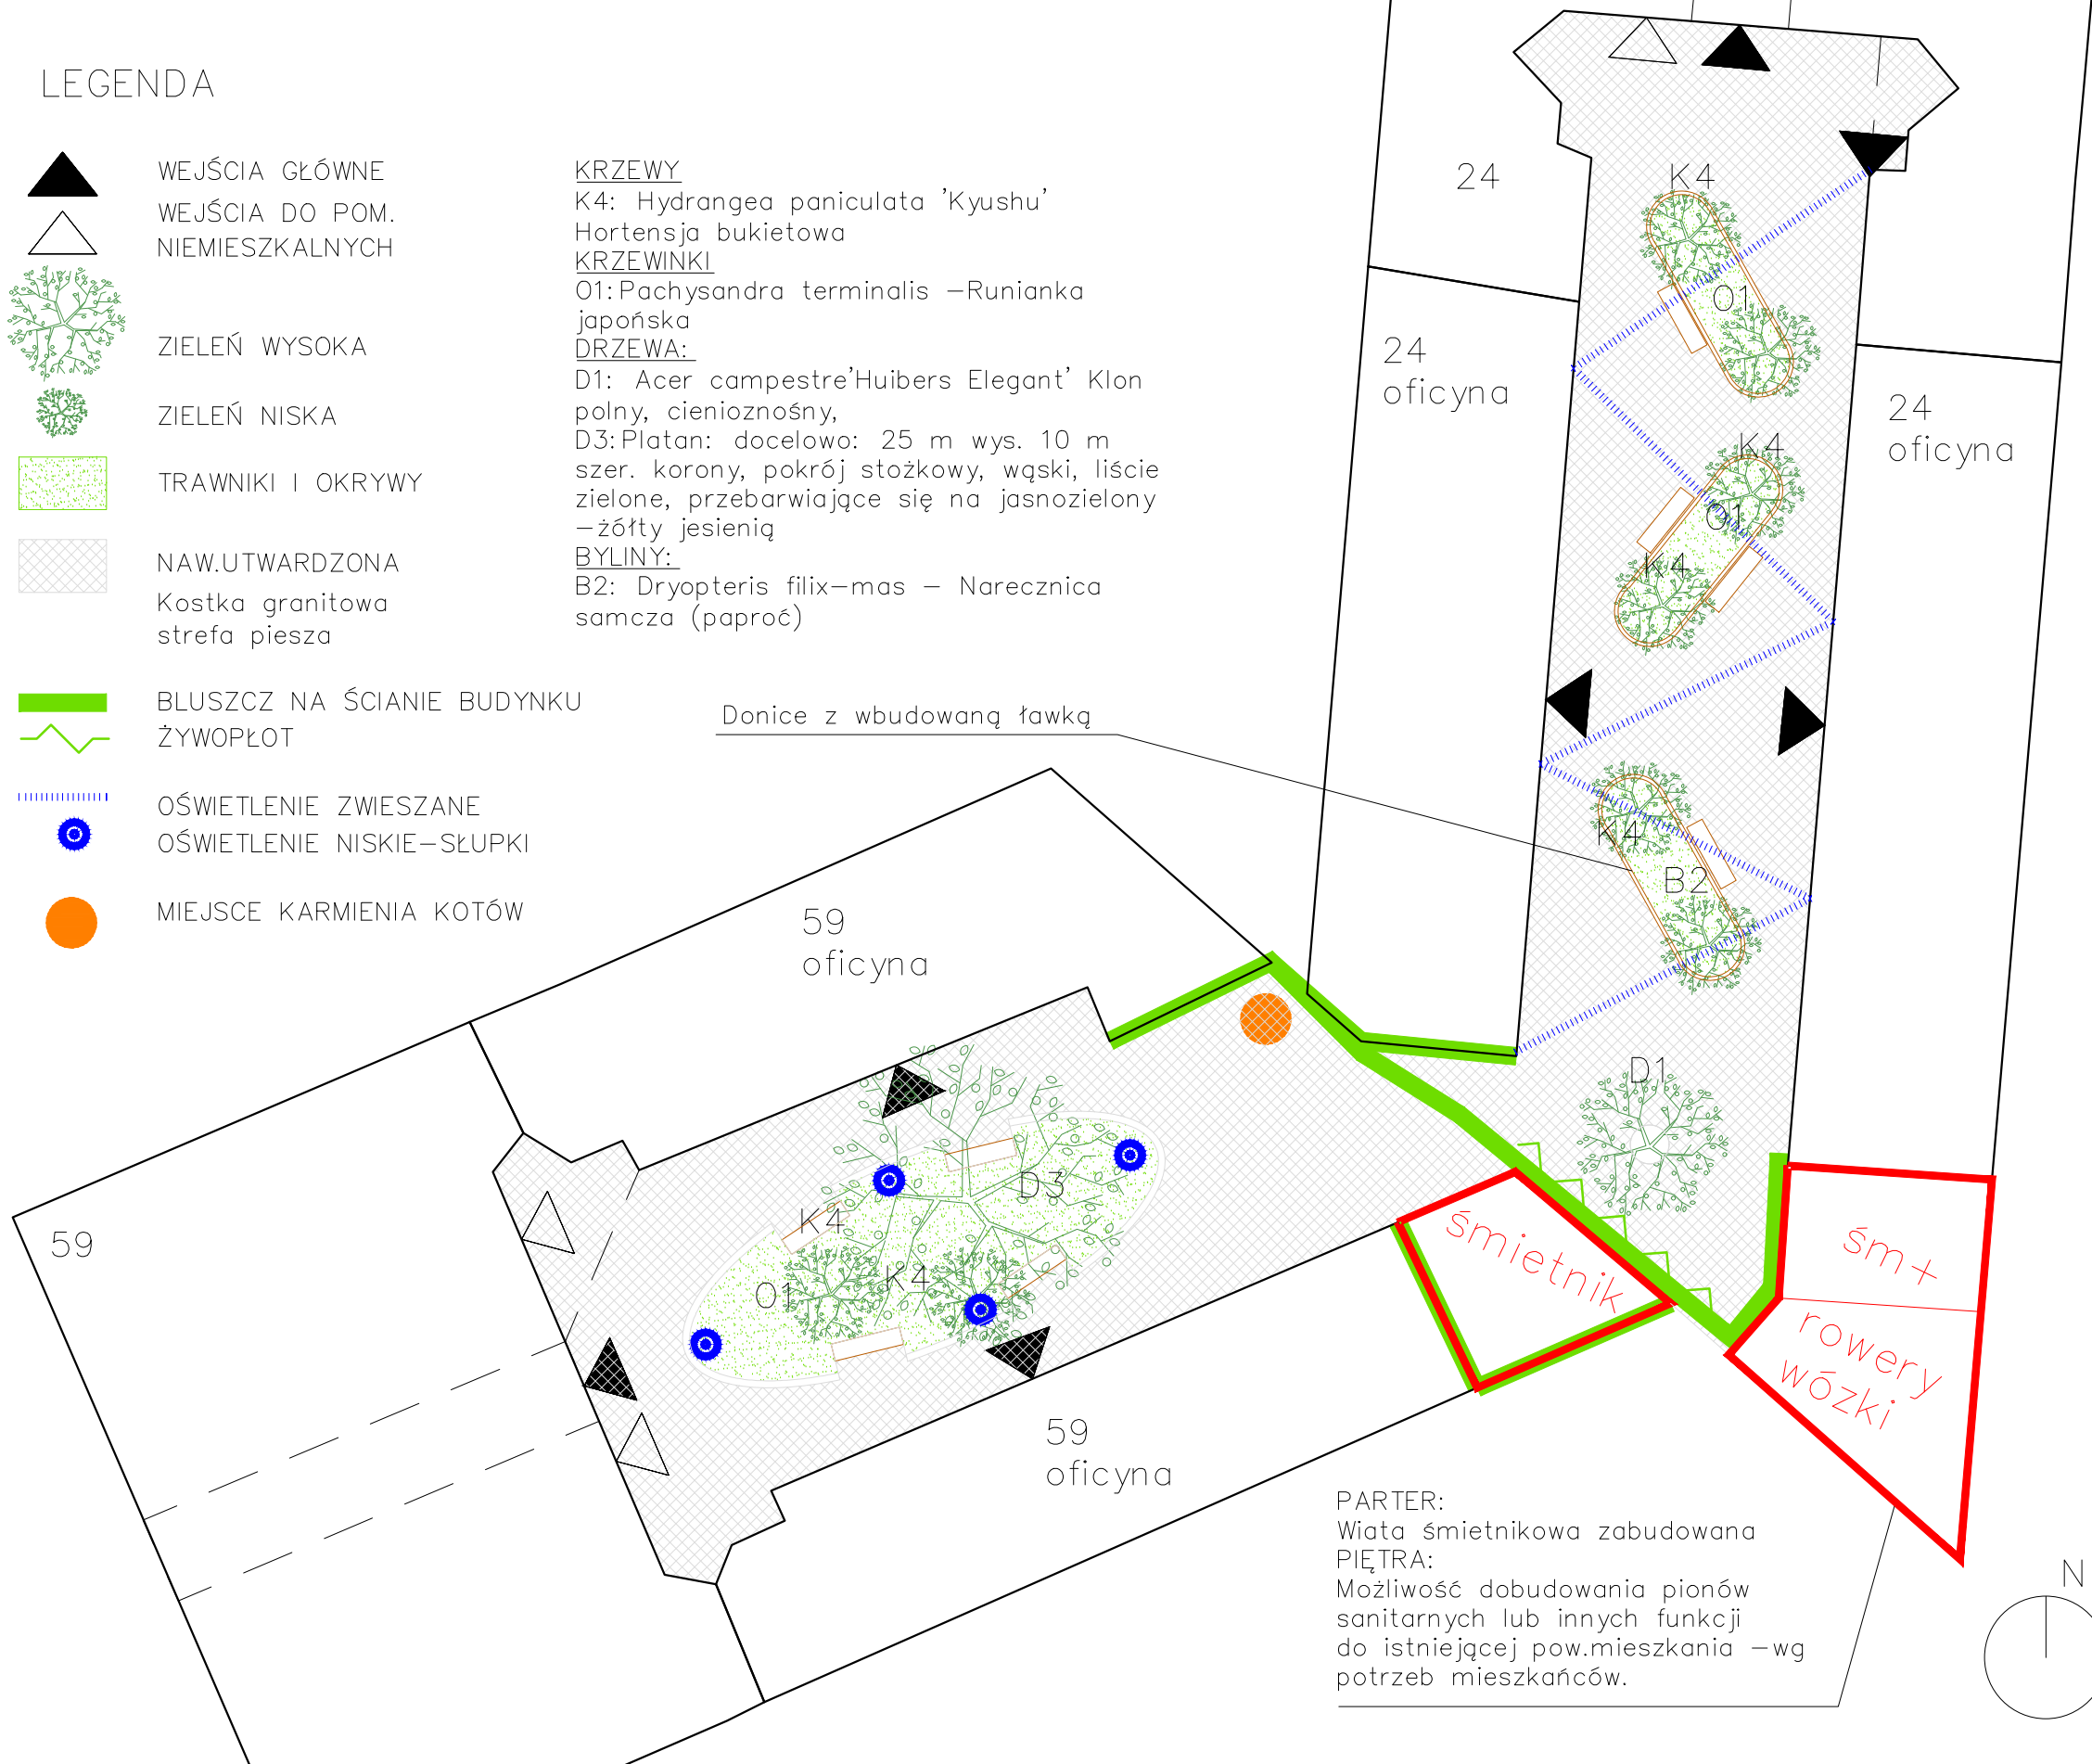 LEGENDA
WEJŚCIA GŁÓWNE
WEJŚCIA DO POM.
NIEMIESZKALNYCH
ZIELEŃ WYSOKA
ZIELEŃ NISKA
TRAWNIKI I OKRYWY
NAW.UTWARDZONA
Kostka granitowa
strefa piesza
BLUSZCZ NA ŚCIANIE BUDYNKU
ŻYWOPŁOT
OŚWIETLENIE ZWIESZANE
OŚWIETLENIE NISKIE–SŁUPKI
MIEJSCE KARMIENIA KOTÓW
KRZEWY
K4: Hydrangea paniculata 'Kyushu'
Hortensja bukietowa
KRZEWINKI
O1:Pachysandra terminalis –Runianka
japońska
DRZEWA:
D1: Acer campestre'Huibers Elegant' Klon
polny, cienioznośny,
D3:Platan: docelowo: 25 m wys. 10 m
szer. korony, pokrój stożkowy, wąski, liście
zielone, przebarwiające się na jasnozielony
–żółty jesienią
BYLINY:
B2: Dryopteris filix–mas – Narecznica
samcza (paproć)
Donice z wbudowaną ławką
24
K4
O1
24
oficyna
24
oficyna
K4
O1
K4
K4
B2
59
oficyna
D1
D3
K4
K4
O1
59
śmietnik
śm+
rowery
wózki
59
oficyna
PARTER:
Wiata śmietnikowa zabudowana
PIĘTRA:
Możliwość dobudowania pionów
sanitarnych lub innych funkcji
do istniejącej pow.mieszkania –wg
potrzeb mieszkańców.
N